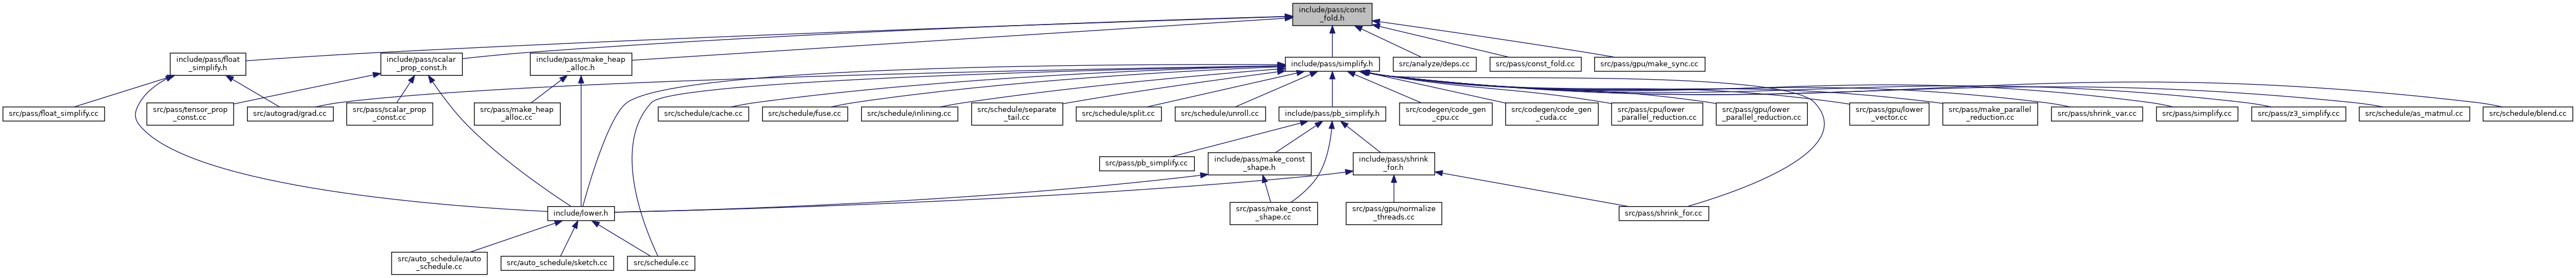 include/pass/const
_fold.h
include/pass/float
_simplify.h
include/pass/scalar
_prop_const.h
include/pass/make_heap
_alloc.h
include/pass/simplify.h
src/analyze/deps.cc
src/pass/const_fold.cc
src/pass/gpu/make_sync.cc
src/pass/float_simplify.cc
src/pass/tensor_prop
_const.cc
src/autograd/grad.cc
src/pass/scalar_prop
_const.cc
src/pass/make_heap
_alloc.cc
src/schedule/cache.cc
src/schedule/fuse.cc
src/schedule/inlining.cc
src/schedule/separate
_tail.cc
src/schedule/split.cc
src/schedule/unroll.cc
include/pass/pb_simplify.h
src/codegen/code_gen
_cpu.cc
src/codegen/code_gen
_cuda.cc
src/pass/cpu/lower
_parallel_reduction.cc
src/pass/gpu/lower
_parallel_reduction.cc
src/pass/gpu/lower
_vector.cc
src/pass/make_parallel
_reduction.cc
src/pass/shrink_var.cc
src/pass/simplify.cc
src/pass/z3_simplify.cc
src/schedule/as_matmul.cc
src/schedule/blend.cc
src/pass/pb_simplify.cc
include/pass/make_const
_shape.h
include/pass/shrink
_for.h
include/lower.h
src/pass/make_const
_shape.cc
src/pass/gpu/normalize
_threads.cc
src/pass/shrink_for.cc
src/auto_schedule/auto
_schedule.cc
src/auto_schedule/sketch.cc
src/schedule.cc